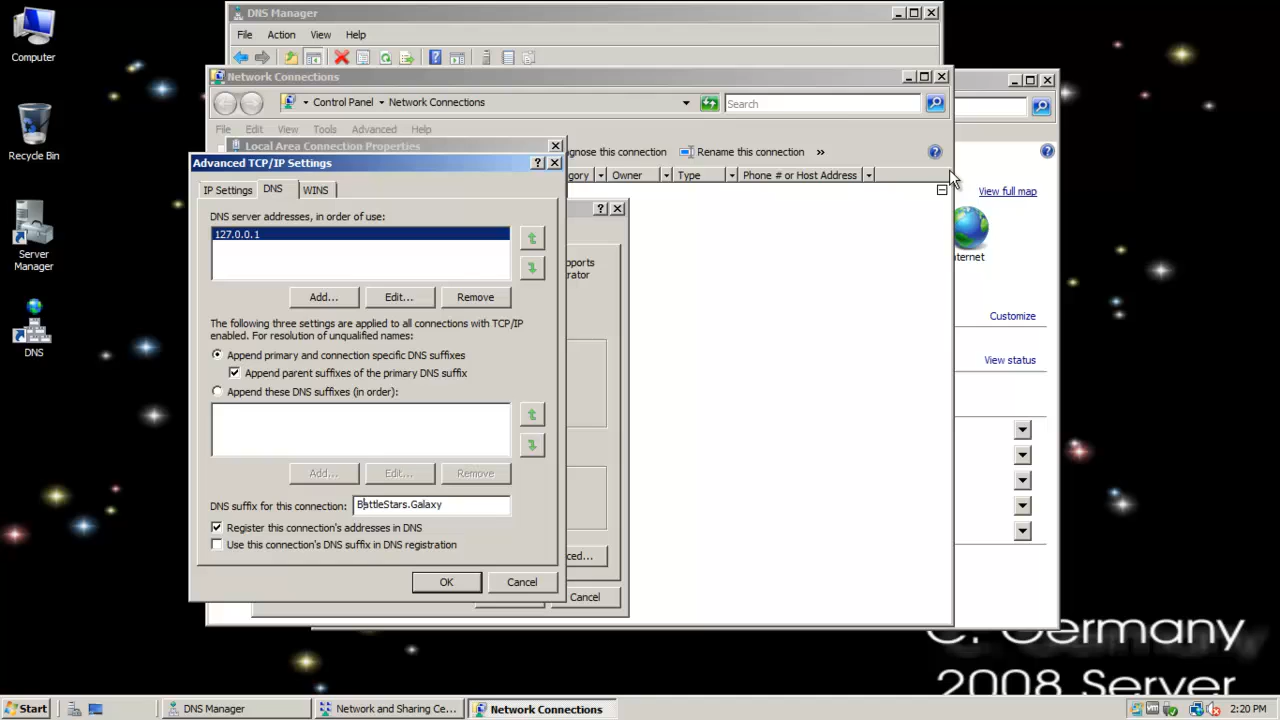 Computer
Recycle Bin
Server
Manager
DNS
DNS Manager
File Action View Help
Network Connections
Control Panel Network Connections
Search
File Edit View Tools Advanced Help
Local Area Connection Properties
gnose this connection Rename this connection »
gory Owner Type Phone # or Host Address
Advanced TCP/IP Settings
IP Settings DNS WINS
DNS server addresses, in order of use:
127.0.0.1
Add... Edit... Remove
The following three settings are applied to all connections with TCP/IP
enabled. For resolution of unqualified names:
Append primary and connection specific DNS suffixes
Append parent suffixes of the primary DNS suffix
Append these DNS suffixes (in order):
Add... Edit... Remove
DNS suffix for this connection: BattleStars.Galaxy
Register this connection's addresses in DNS
Use this connection's DNS suffix in DNS registration
OK Cancel
pports
rator
ced...
Cancel
View full map
ternet
Customize
View status
C. Germany
2008 Server
Start DNS Manager Network and Sharing Ce... Network Connections 2:20 PM